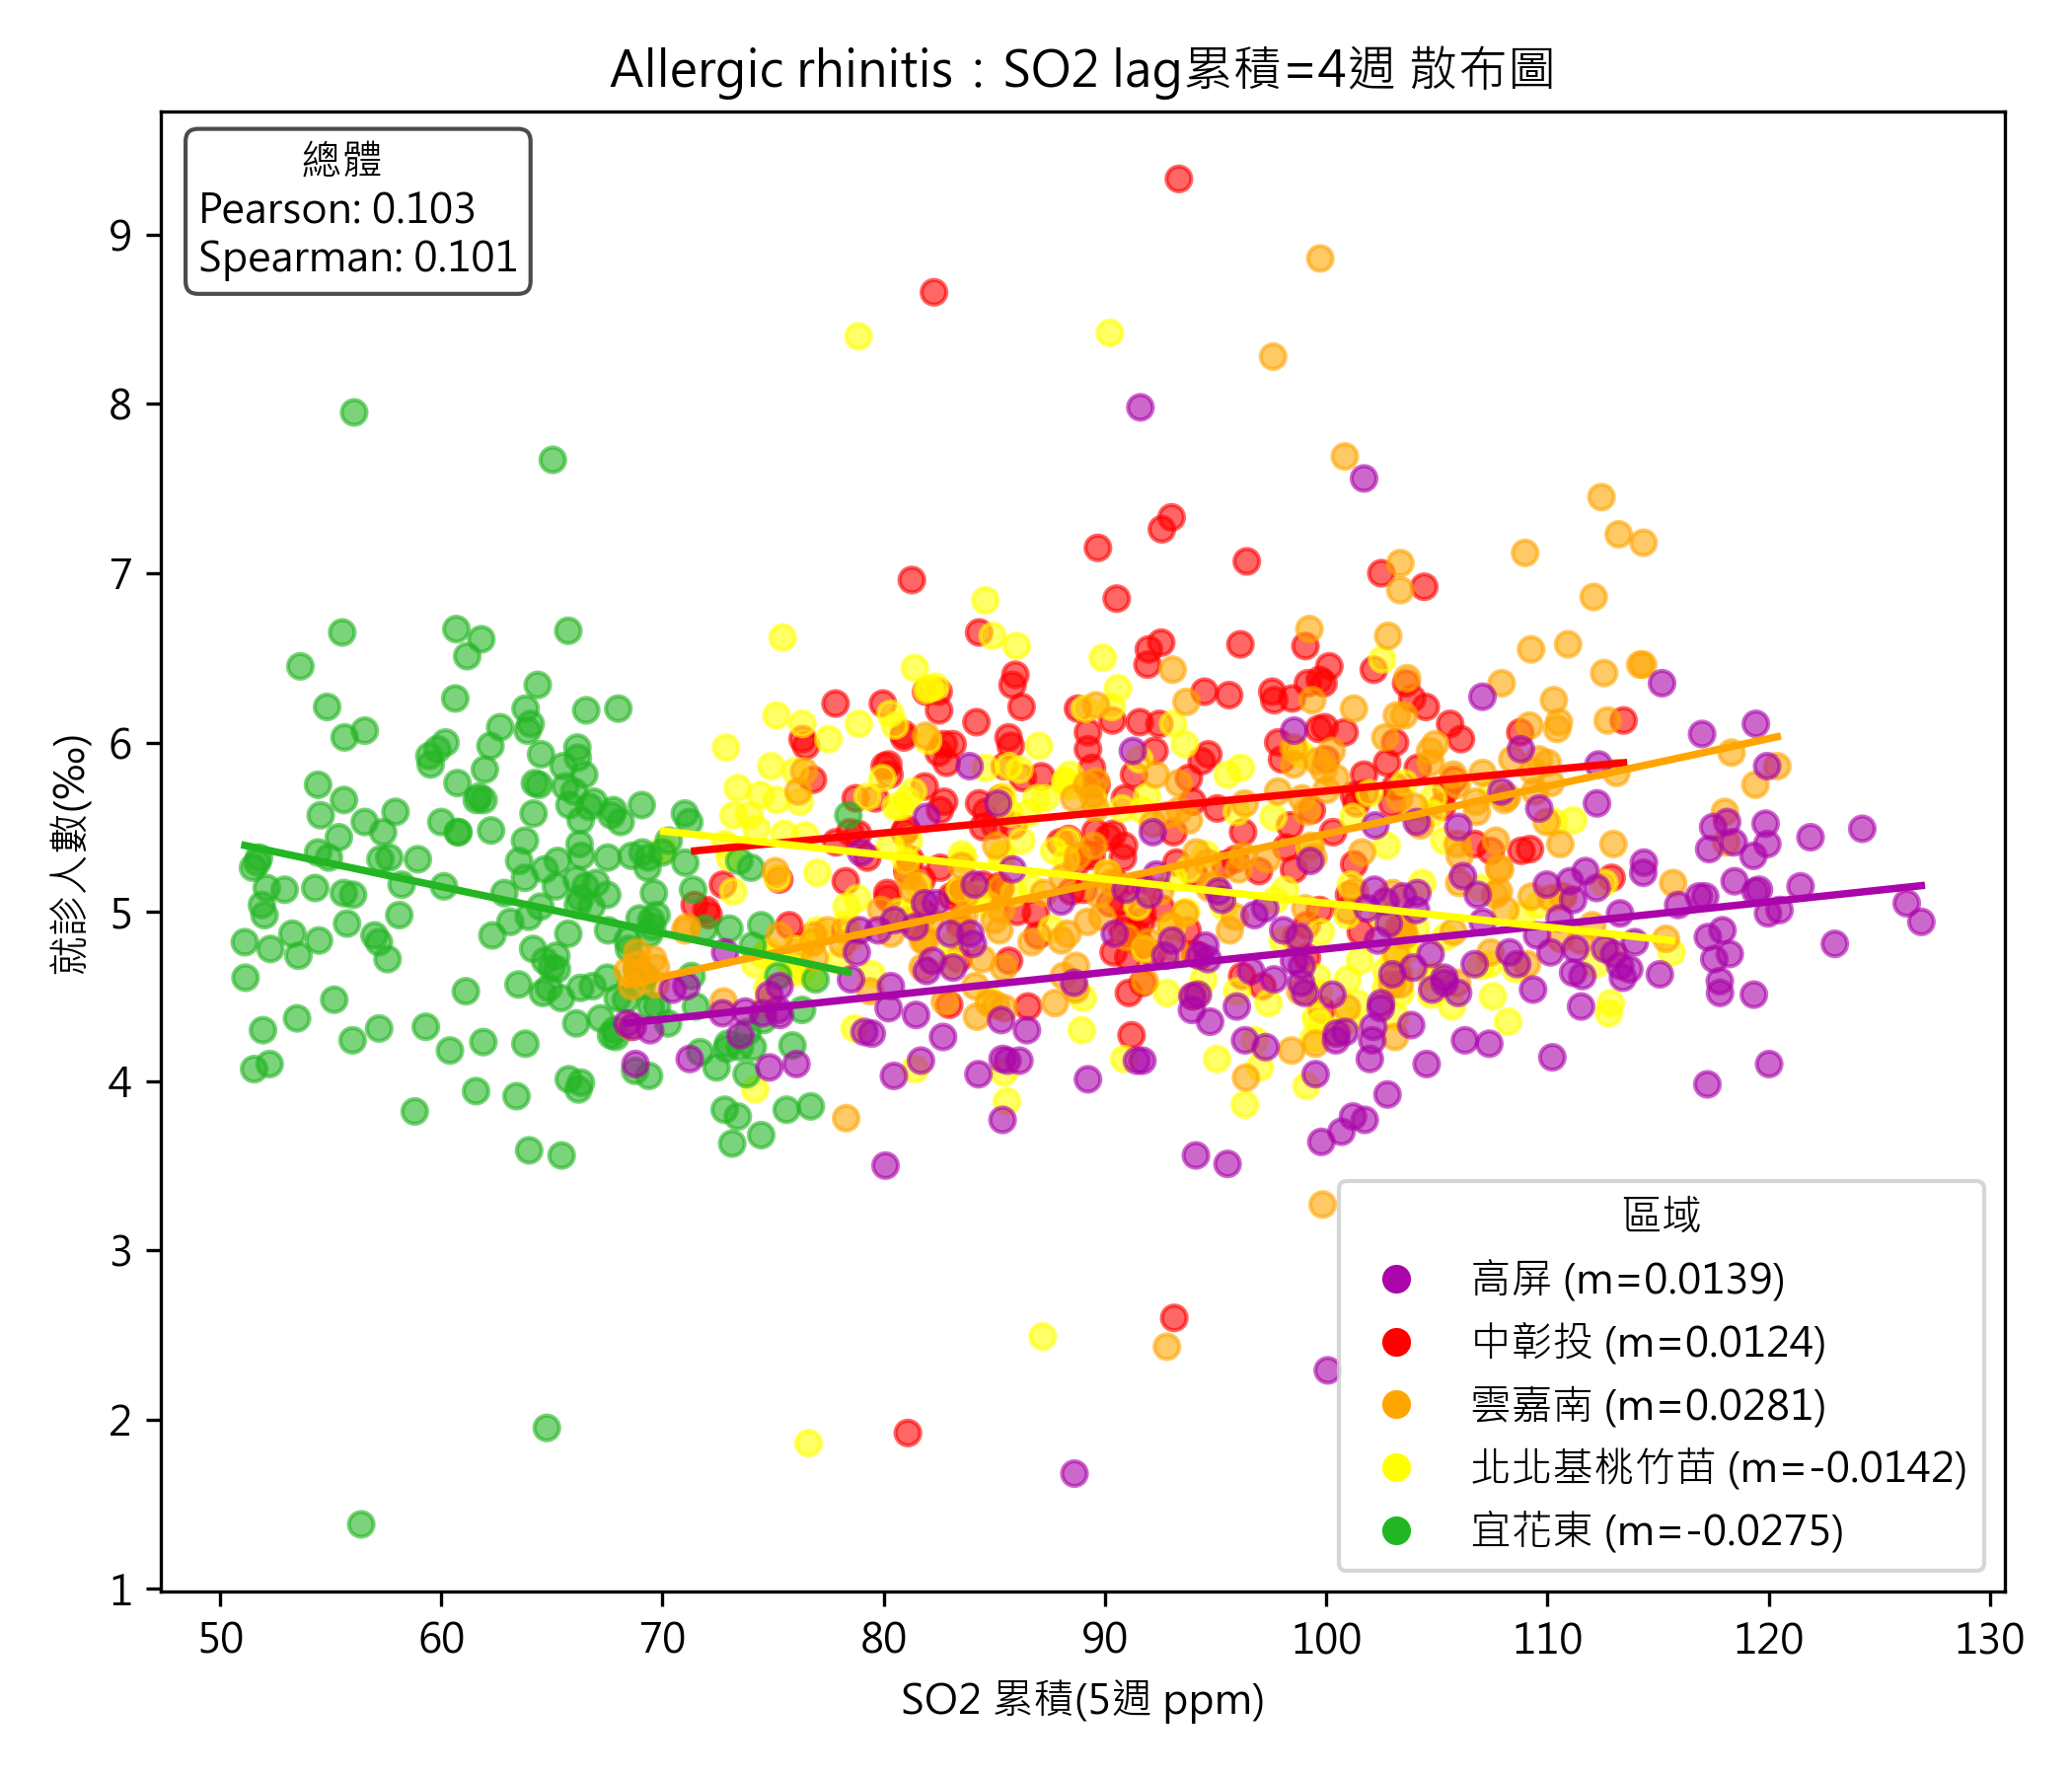 Allergic rhinitis：SO2 lag累積=4週 散布圖
總體
Pearson: 0.103
Spearman: 0.101
就診人數(‰)
9
8
7
6
5
4
3
2
1
區域
高屏 (m=0.0139)
中彰投 (m=0.0124)
雲嘉南 (m=0.0281)
北北基桃竹苗 (m=-0.0142)
宜花東 (m=-0.0275)
50 60 70 80 90 100 110 120 130
SO2 累積(5週 ppm)